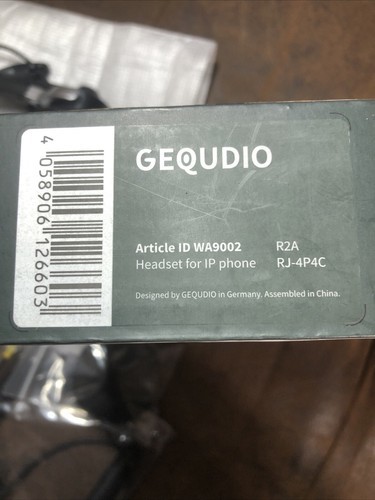 GEQUDIO
Article ID WA9002 R2A
Headset for IP phone RJ-4P4C
Designed by GEQUDIO in Germany. Assembled in China.
4 058906 126603